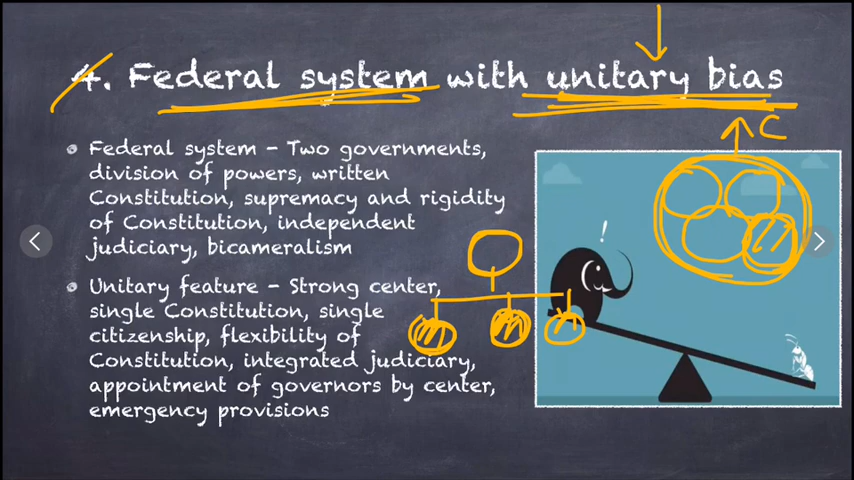 4. Federal system with unitary bias
C
Federal system - Two governments,
division of powers, written
Constitution, supremacy and rigidity
of Constitution, independent
judiciary, bicameralism
!
Unitary feature - Strong center,
single Constitution, single
citizenship, flexibility of
Constitution, integrated judiciary,
appointment of governors by center,
emergency provisions